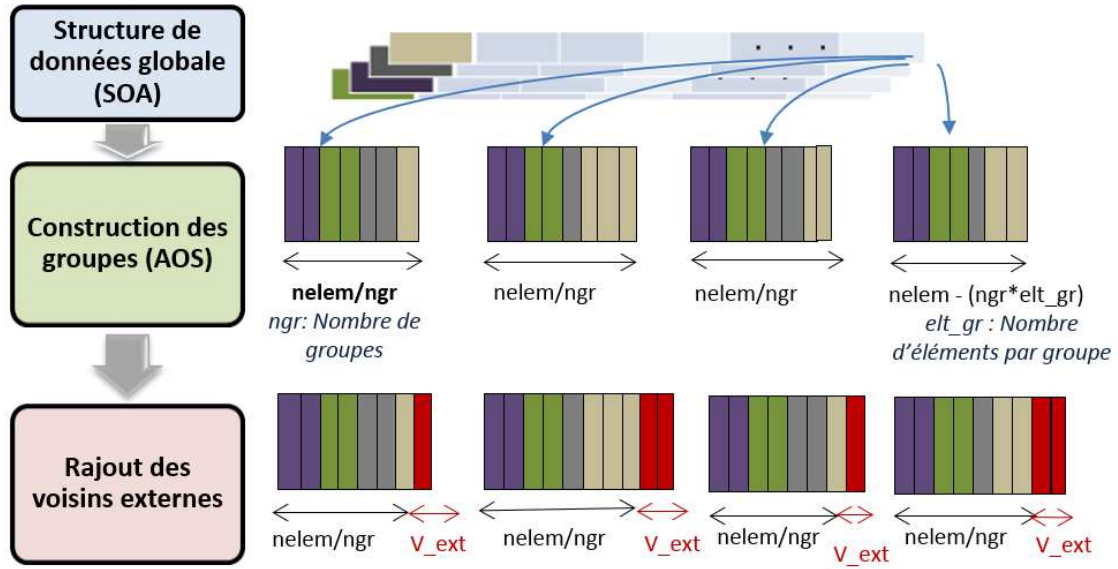 Structure de
données globale
(SOA)
. . .
. . .
Construction des
groupes (AOS)
nelem/ngr
ngr: Nombre de
groupes
nelem/ngr
nelem/ngr
nelem - (ngr*elt_gr)
elt_gr : Nombre
d'éléments par groupe
Rajout des
voisins externes
nelem/ngr
V_ext
nelem/ngr
V_ext
nelem/ngr
V_ext
nelem/ngr
V_ext